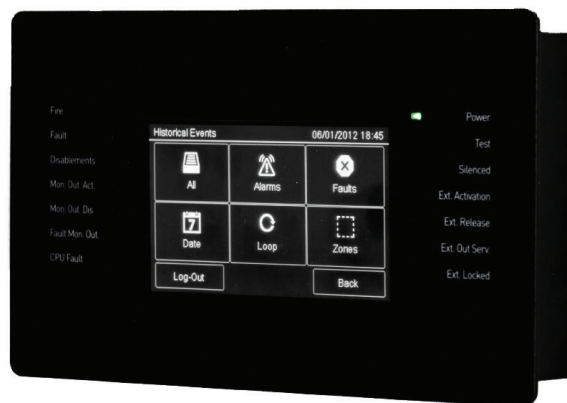 Fire
Fault
Disablements
Mon. Out. Act.
Mon. Out. Dis
Fault Mon. Out.
CPU Fault
Historical Events 06/01/2012 18:45
All
Alarms
Faults
7
Date
Loop
Zones
Log-Out
Back
Power
Test
Silenced
Ext. Activation
Ext. Release
Ext. Out Serv.
Ext. Locked